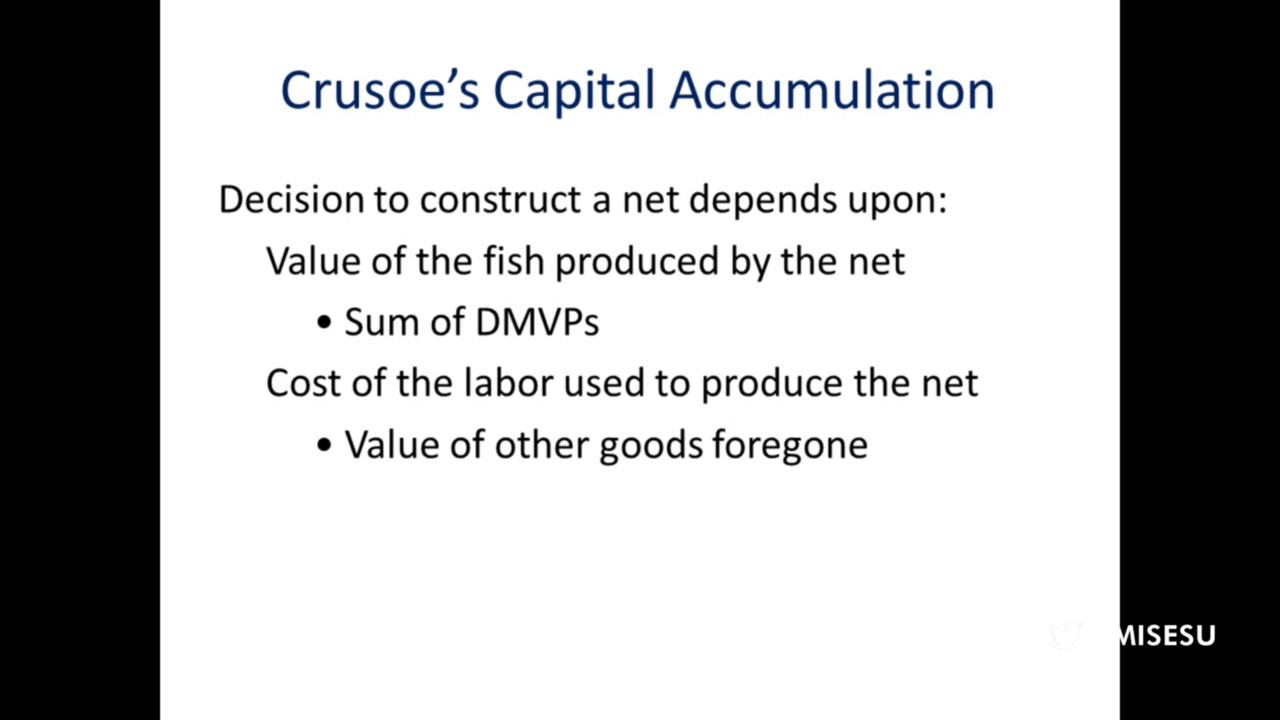 Crusoe’s Capital Accumulation
Decision to construct a net depends upon:
Value of the fish produced by the net
• Sum of DMVPs
Cost of the labor used to produce the net
• Value of other goods foregone
MISESU